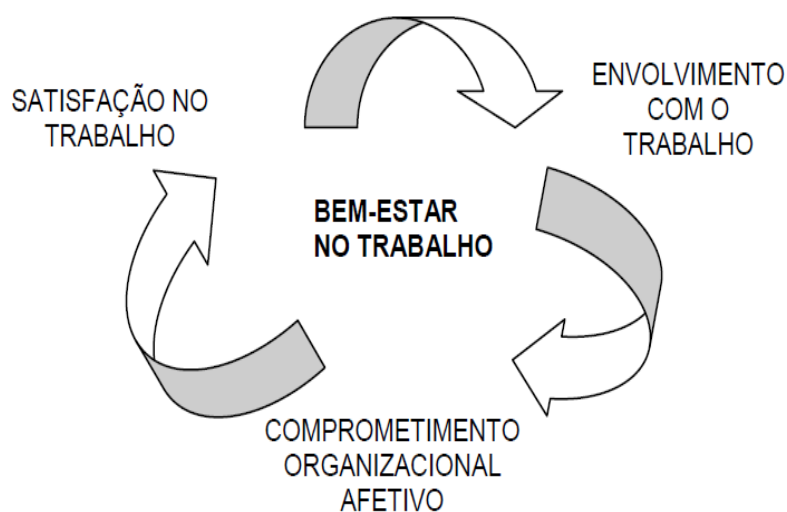 SATISFAÇÃO NO
TRABALHO
ENVOLVIMENTO
COM O
TRABALHO
BEM-ESTAR
NO TRABALHO
COMPROMETIMENTO
ORGANIZACIONAL
AFETIVO